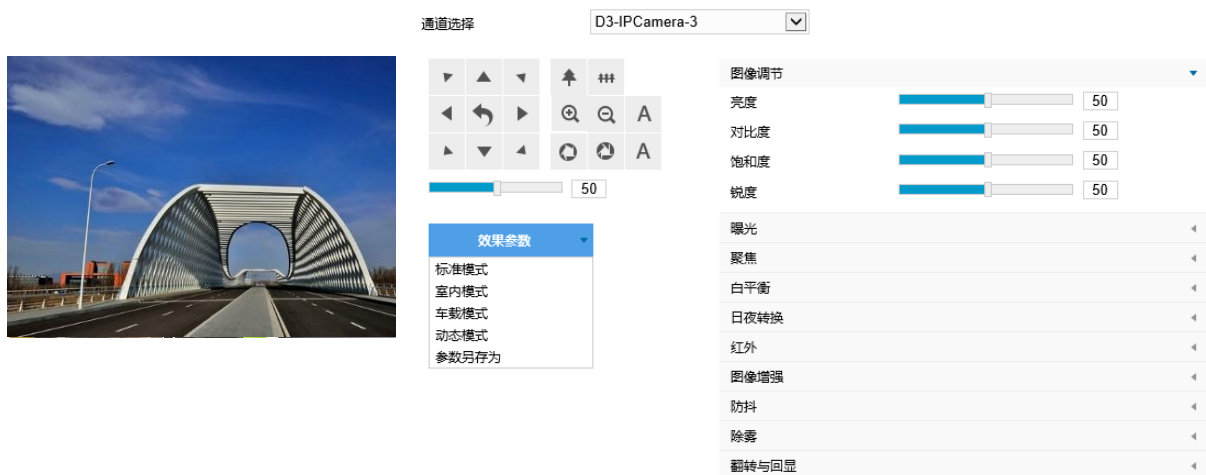 通道选择 D3-IPCamera-3
A
A
50
效果参数
标准模式
室内模式
车载模式
动态模式
参数另存为
图像调节
亮度 50
对比度 50
饱和度 50
锐度 50
曝光
聚焦
白平衡
日夜转换
红外
图像增强
防抖
除雾
翻转与回显